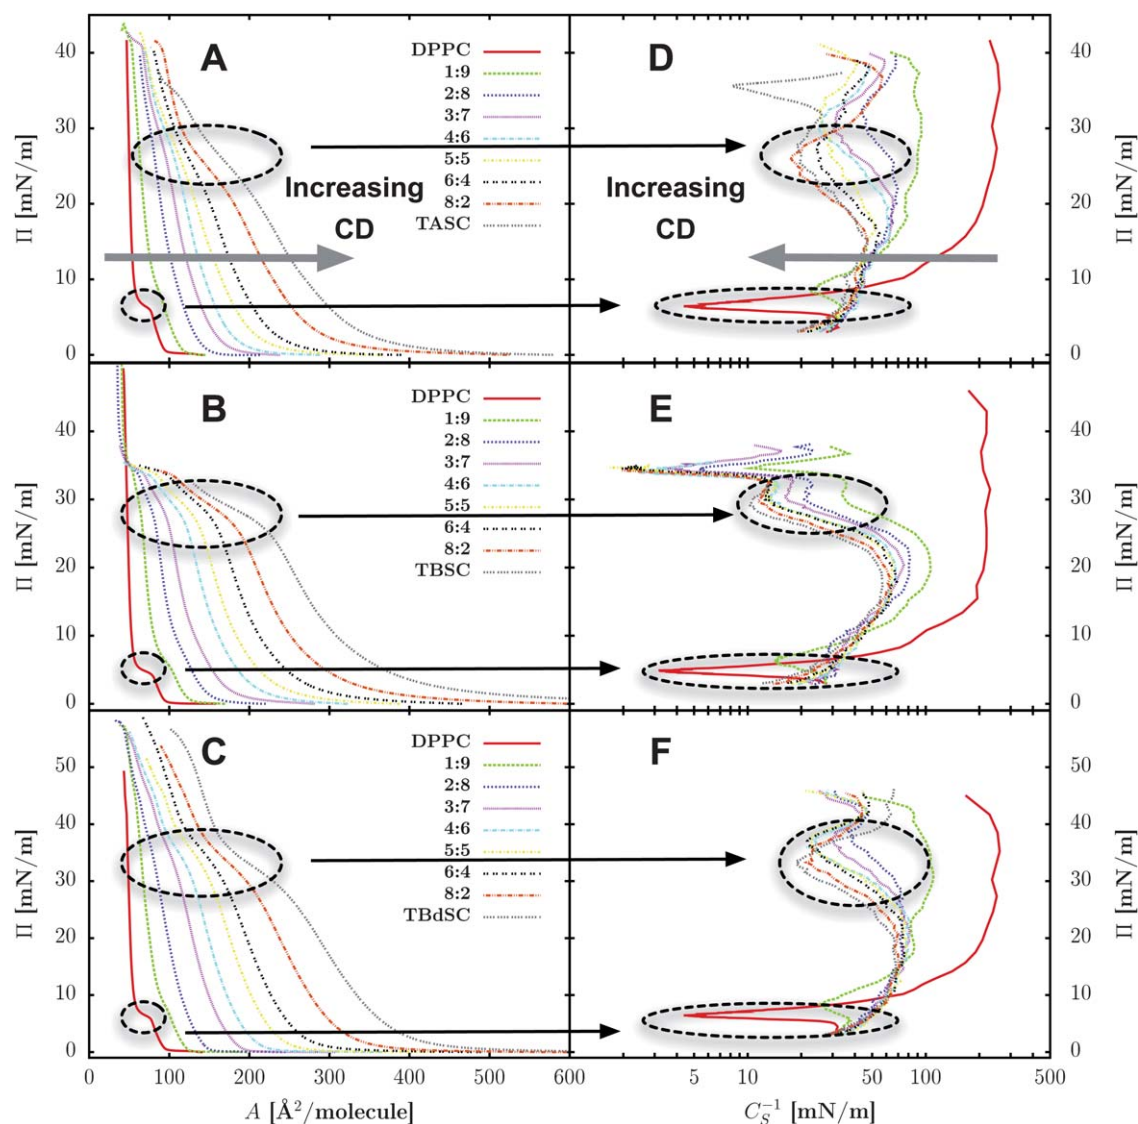 A
DPPC
1:9
2:8
3:7
4:6
5:5
6:4
8:2
TASC
Increasing
CD
Π [mN/m]
40
30
20
10
0
D
Increasing
CD
40
30
20
10
0
Π [mN/m]
B
DPPC
1:9
2:8
3:7
4:6
5:5
6:4
8:2
TBSC
Π [mN/m]
40
30
20
10
0
E
40
30
20
10
0
Π [mN/m]
C
DPPC
1:9
2:8
3:7
4:6
5:5
6:4
8:2
TBdSC
Π [mN/m]
50
40
30
20
10
0
F
50
40
30
20
10
0
Π [mN/m]
0 100 200 300 400 500 600
5 10 50 100 500
A [Å²/molecule]
C_S⁻¹ [mN/m]